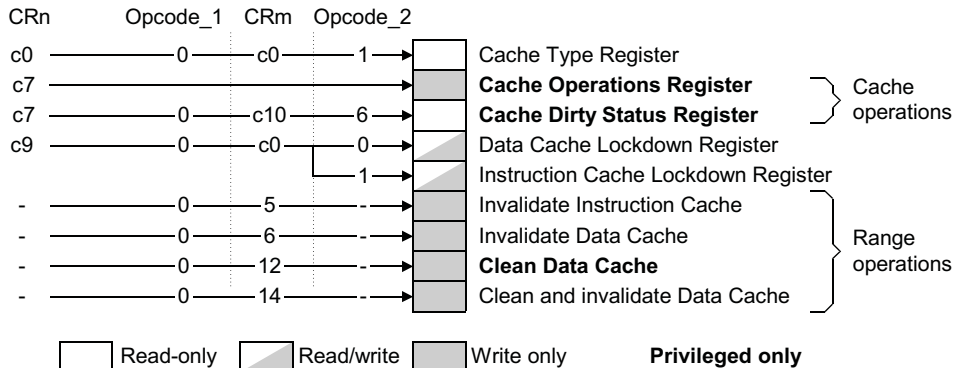 CRn Opcode_1 CRm Opcode_2
c0 0 c0 1 Cache Type Register
c7 Cache Operations Register
c7 0 c10 6 Cache Dirty Status Register
Cache operations
c9 0 c0 0 Data Cache Lockdown Register
1 Instruction Cache Lockdown Register
- 0 5 - Invalidate Instruction Cache
- 0 6 - Invalidate Data Cache
- 0 12 - Clean Data Cache
- 0 14 - Clean and invalidate Data Cache
Range operations
Read-only Read/write Write only Privileged only